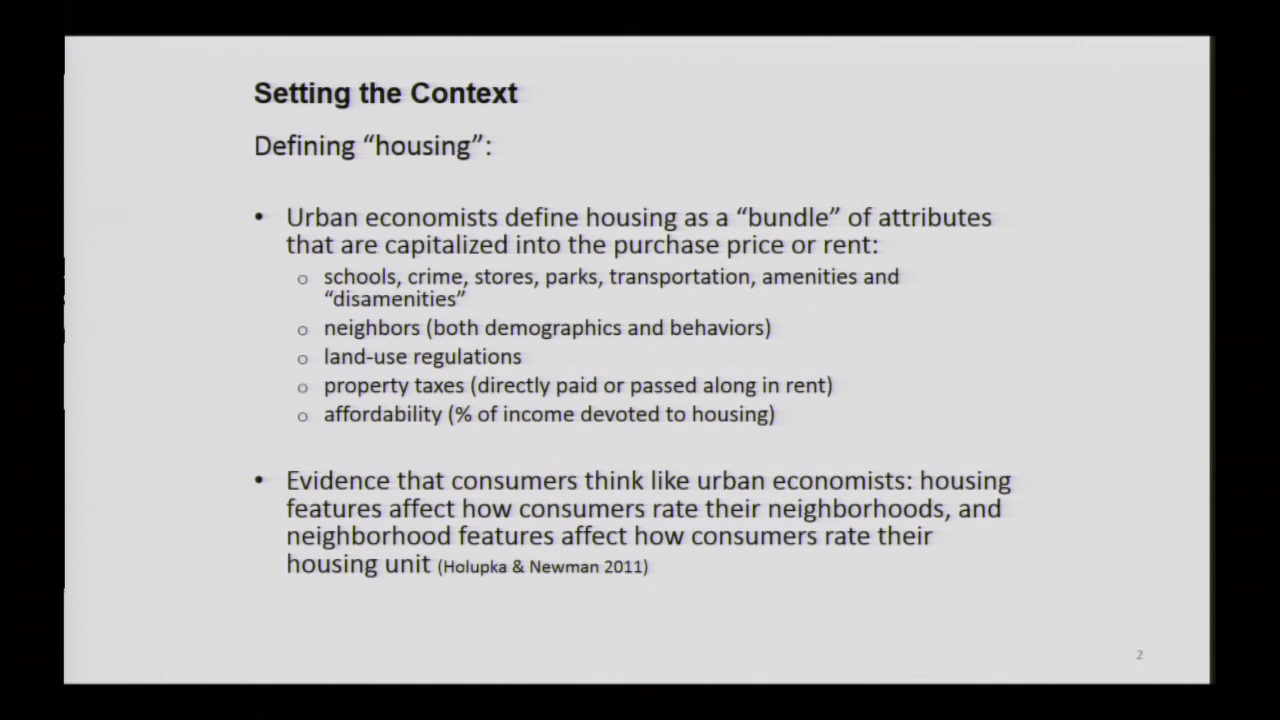 Setting the Context
Defining “housing”:
• Urban economists define housing as a “bundle” of attributes
that are capitalized into the purchase price or rent:
o schools, crime, stores, parks, transportation, amenities and
“disamenities”
o neighbors (both demographics and behaviors)
o land-use regulations
o property taxes (directly paid or passed along in rent)
o affordability (% of income devoted to housing)
• Evidence that consumers think like urban economists: housing
features affect how consumers rate their neighborhoods, and
neighborhood features affect how consumers rate their
housing unit (Holupka & Newman 2011)
2